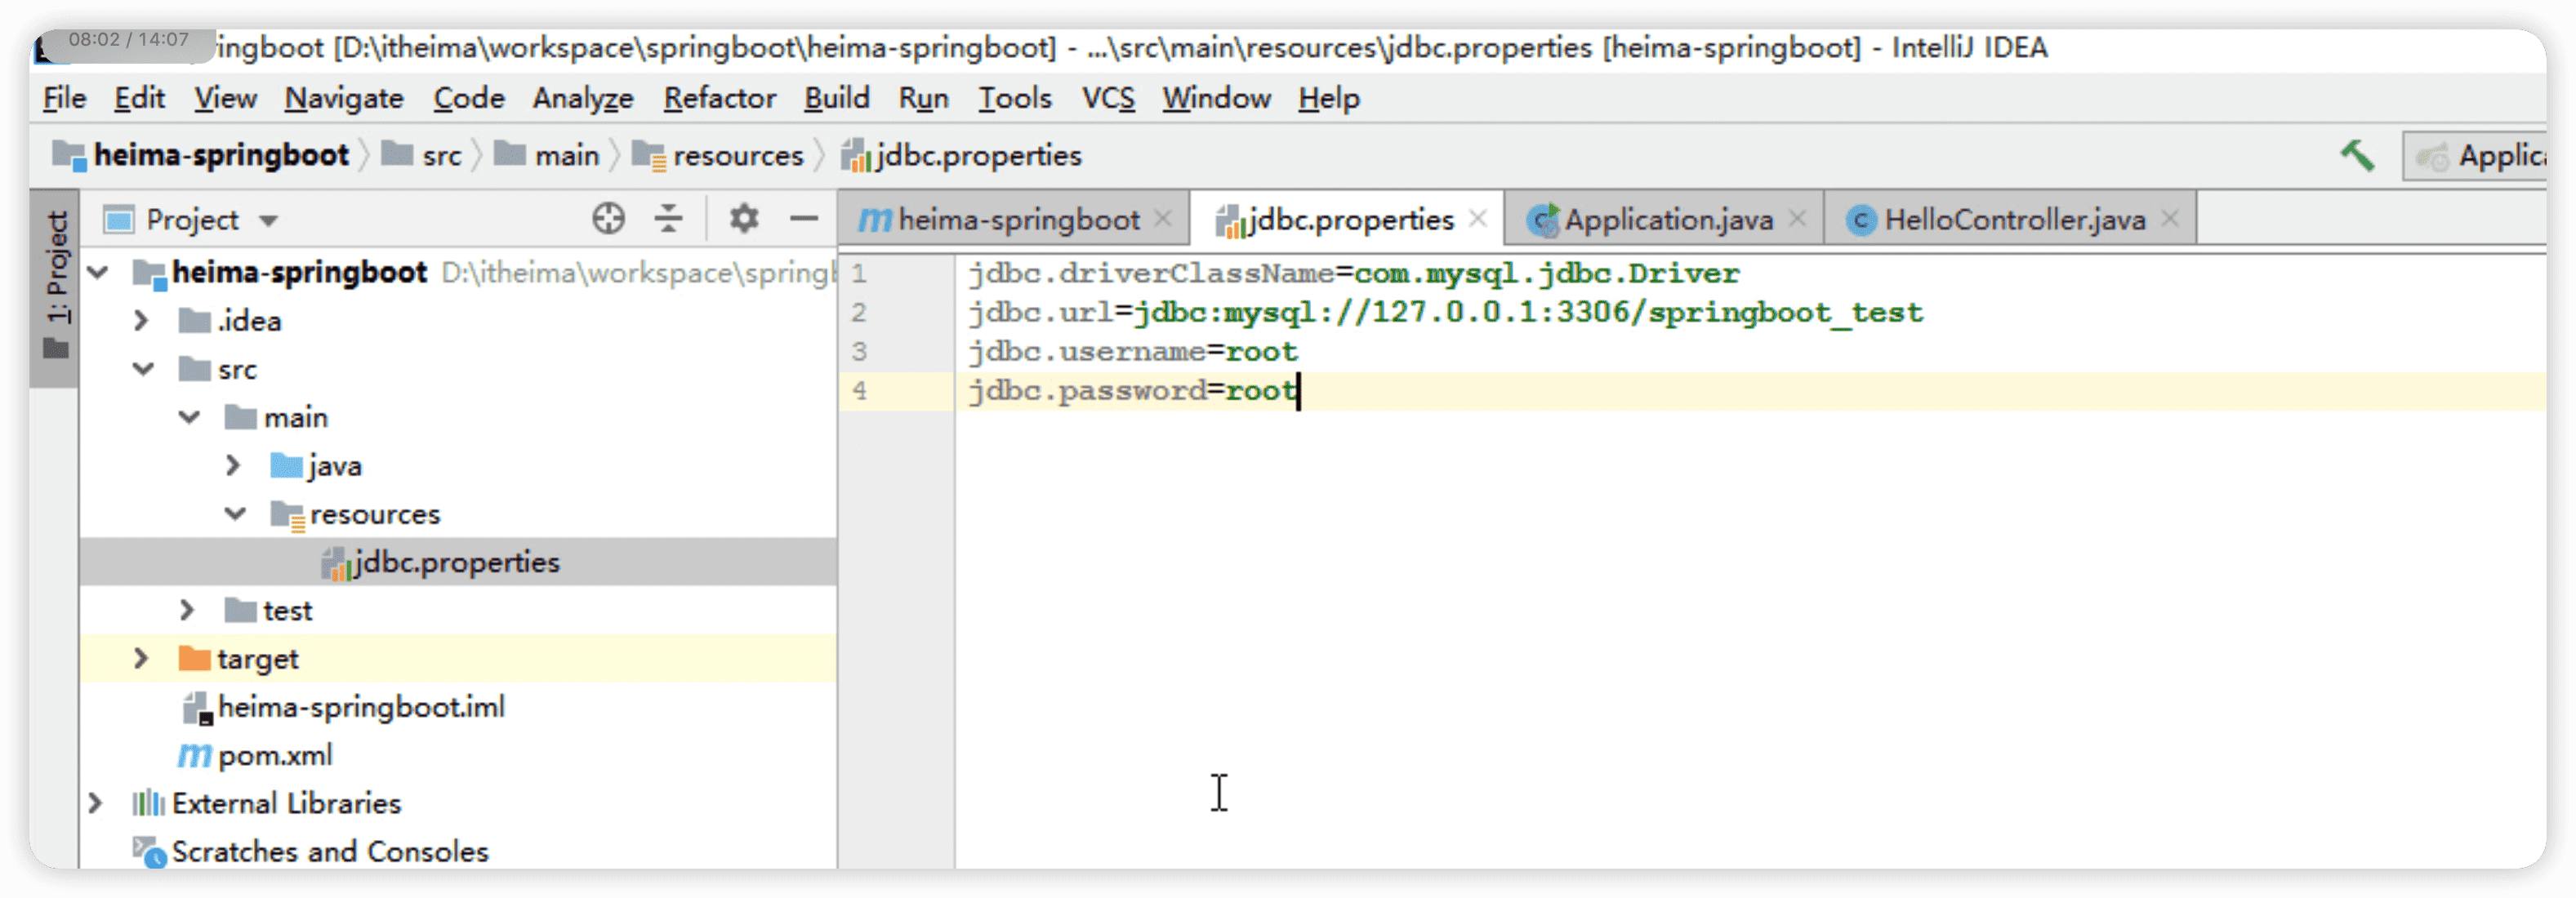 08:02 / 14:07
ingboot [D:\itheima\workspace\springboot\heima-springboot] - ...\src\main\resources\jdbc.properties [heima-springboot] - IntelliJ IDEA
File Edit View Navigate Code Analyze Refactor Build Run Tools VCS Window Help
heima-springboot src main resources jdbc.properties Applica
1: Project
Project
heima-springboot jdbc.properties Application.java HelloController.java
heima-springboot D:\itheima\workspace\spring
.idea
src
main
java
resources
jdbc.properties
test
target
heima-springboot.iml
pom.xml
External Libraries
Scratches and Consoles
1 jdbc.driverClassName=com.mysql.jdbc.Driver
2 jdbc.url=jdbc:mysql://127.0.0.1:3306/springboot_test
3 jdbc.username=root
4 jdbc.password=root